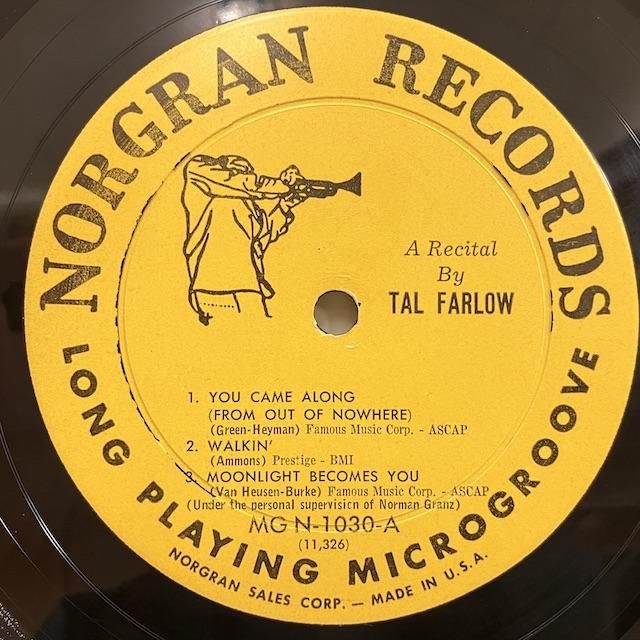 NORGRAN RECORDS
A Recital
By
TAL FARLOW
1. YOU CAME ALONG
(FROM OUT OF NOWHERE)
(Green-Heyman) Famous Music Corp. - ASCAP
2. WALKIN'
(Ammons) Prestige - BMI
3. MOONLIGHT BECOMES YOU
(Van Heusen-Burke) Famous Music Corp. - ASCAP
(Under the personal supervision of Norman Granz)
MG N-1030-A
(11,326)
LONG PLAYING MICROGROOVE
NORGRAN SALES CORP. — MADE IN U.S.A.